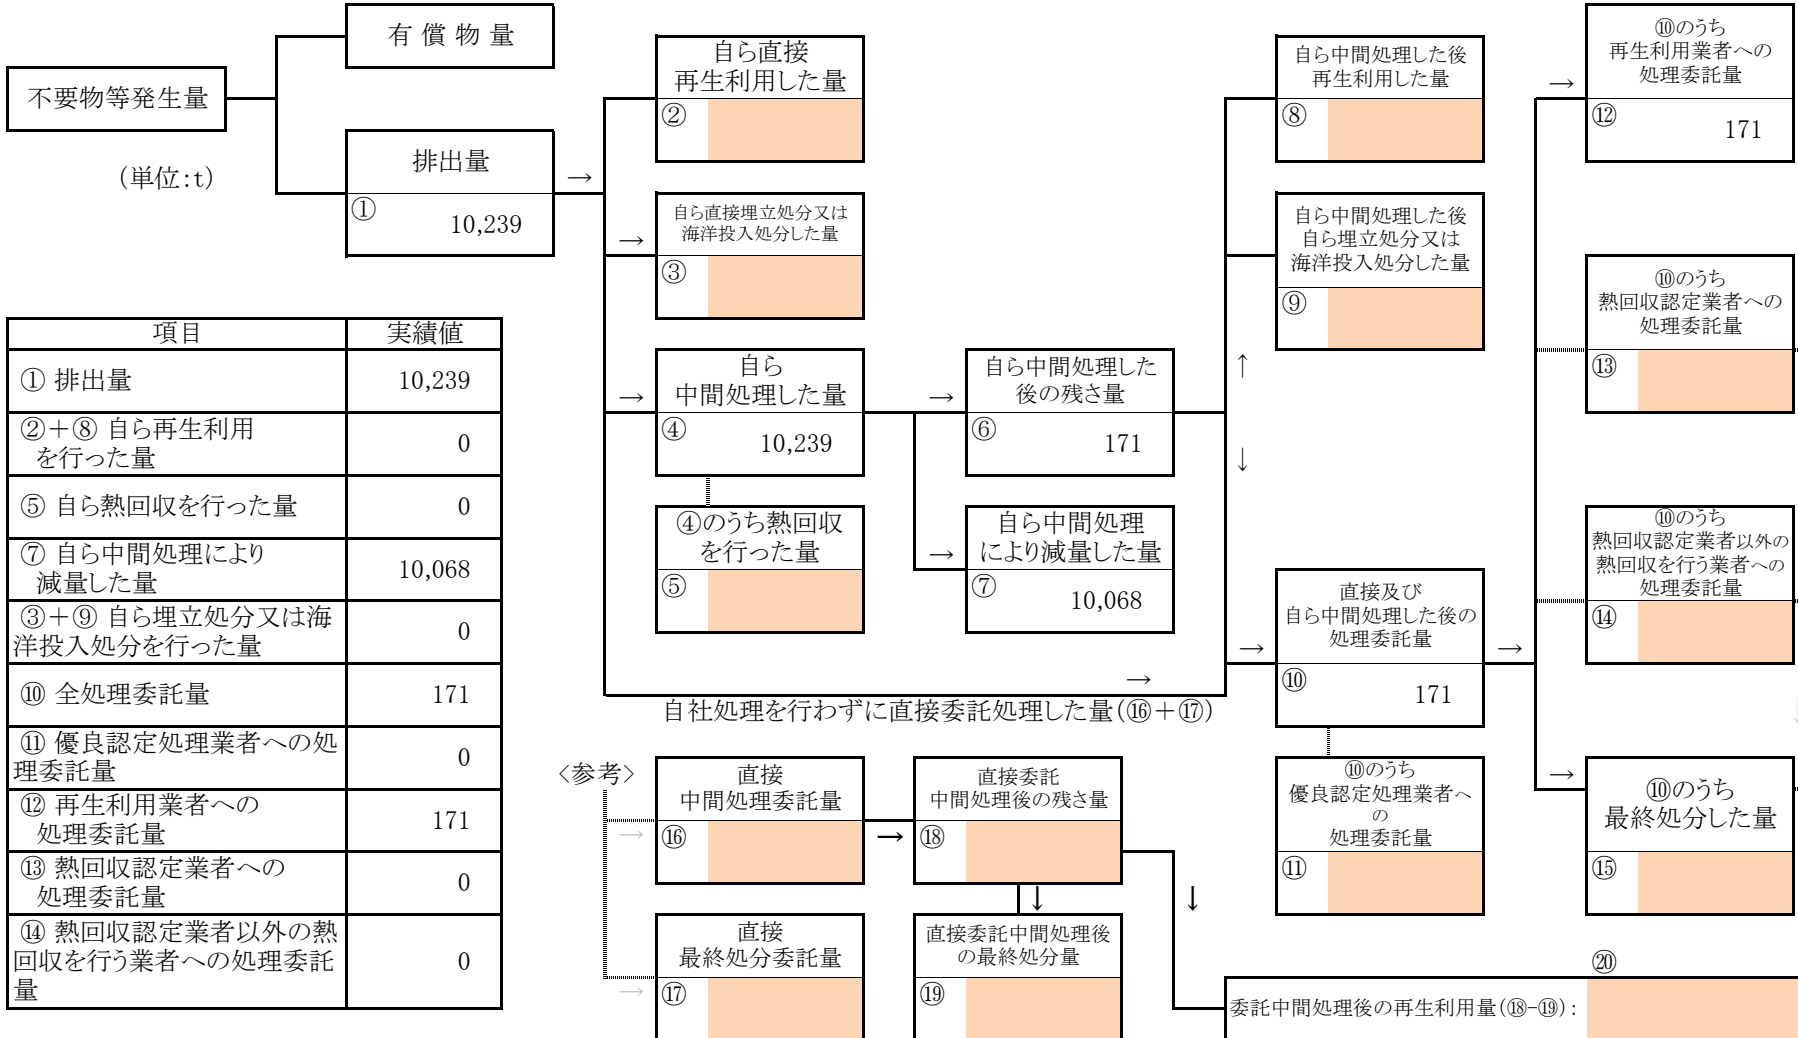 有 償 物 量
不要物等発生量
(単位:t)
排出量
→
①
10,239
項目 実績値
① 排出量 10,239
②+⑧ 自ら再生利用
を行った量
0
⑤ 自ら熱回収を行った量 0
⑦ 自ら中間処理により
減量した量
10,068
③+⑨ 自ら埋立処分又は海
洋投入処分を行った量
0
⑩ 全処理委託量 171
⑪ 優良認定処理業者への処
理委託量
0
⑫ 再生利用業者への
処理委託量
171
⑬ 熱回収認定業者への
処理委託量
0
⑭ 熱回収認定業者以外の熱
回収を行う業者への処理委託
量
0
自ら直接
再生利用した量
②
→
自ら直接埋立処分又は
海洋投入処分した量
③
→
自ら
中間処理した量
④
10,239
④のうち熱回収
を行った量
⑤
→
自ら中間処理した
後の残さ量
⑥
171
→
自ら中間処理
により減量した量
⑦
10,068
→
自社処理を行わずに直接委託処理した量(⑯+⑰)
<参考>
→
直接
中間処理委託量
⑯
→
直接
最終処分委託量
⑰
→
直接委託
中間処理後の残さ量
⑱
↓
直接委託中間処理後
の最終処分量
⑲
↓
自ら中間処理した後
再生利用した量
⑧
自ら中間処理した後
自ら埋立処分又は
海洋投入処分した量
⑨
↑
↓
→
直接及び
自ら中間処理した後の
処理委託量
⑩
171
→
⑩のうち
優良認定処理業者へ
の
処理委託量
⑪
→
⑩のうち
再生利用業者への
処理委託量
⑫
171
⑩のうち
熱回収認定業者への
処理委託量
⑬
⑩のうち
熱回収認定業者以外の
熱回収を行う業者への
処理委託量
⑭
→
⑩のうち
最終処分した量
⑮
⑳
委託中間処理後の再生利用量(⑱-⑲):